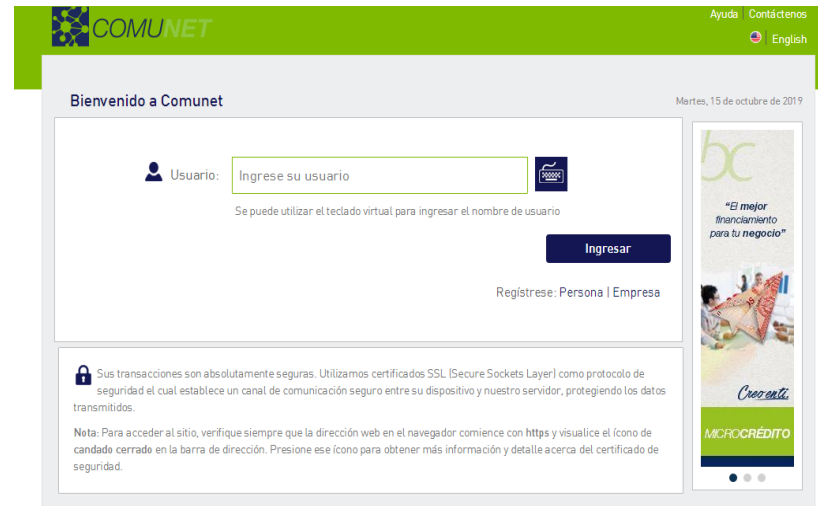 COMUNET
Ayuda | Contáctenos
English
Bienvenido a Comunet
Martes, 15 de octubre de 2019
Usuario:
Ingrese su usuario
Se puede utilizar el teclado virtual para ingresar el nombre de usuario
Ingresar
Regístrese: Persona | Empresa
Sus transacciones son absolutamente seguras. Utilizamos certificados SSL (Secure Sockets Layer) como protocolo de
seguridad el cual establece un canal de comunicación seguro entre su dispositivo y nuestro servidor, protegiendo los datos
transmitidos.
Nota: Para acceder al sitio, verifique siempre que la dirección web en el navegador comience con https y visualice el ícono de
candado cerrado en la barra de dirección. Presione ese ícono para obtener más información y detalle acerca del certificado de
seguridad.
bc
"El mejor
financiamiento
para tu negocio"
Creo en ti.
MICROCRÉDITO